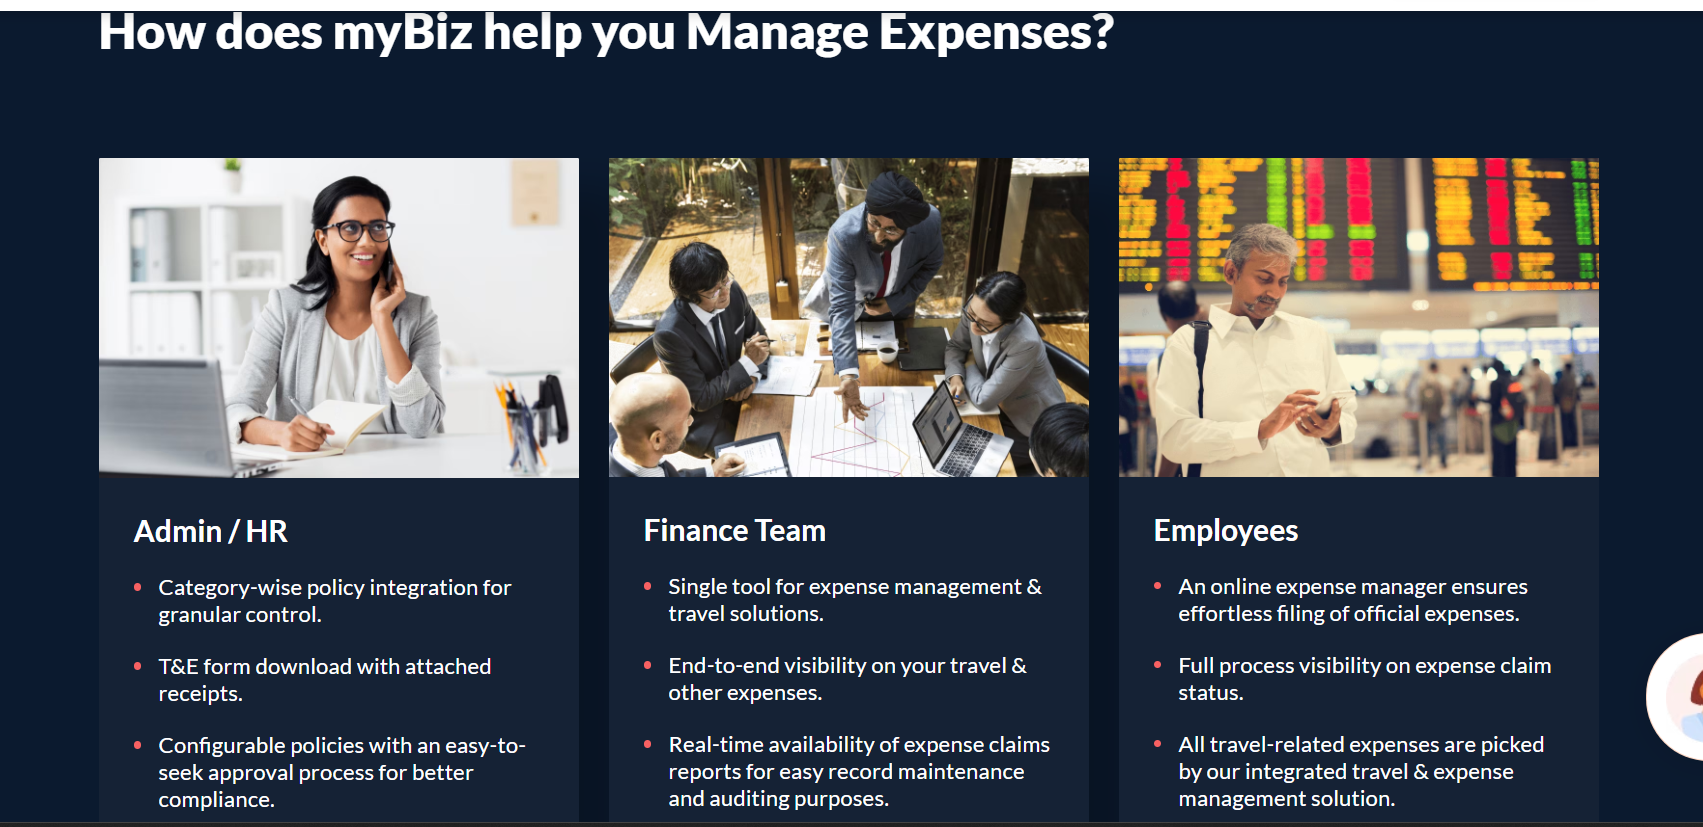 How does myBiz help you Manage Expenses?
Admin / HR
• Category-wise policy integration for
granular control.
• T&E form download with attached
receipts.
• Configurable policies with an easy-to-
seek approval process for better
compliance.
Finance Team
• Single tool for expense management &
travel solutions.
• End-to-end visibility on your travel &
other expenses.
• Real-time availability of expense claims
reports for easy record maintenance
and auditing purposes.
Employees
• An online expense manager ensures
effortless filing of official expenses.
• Full process visibility on expense claim
status.
• All travel-related expenses are picked
by our integrated travel & expense
management solution.